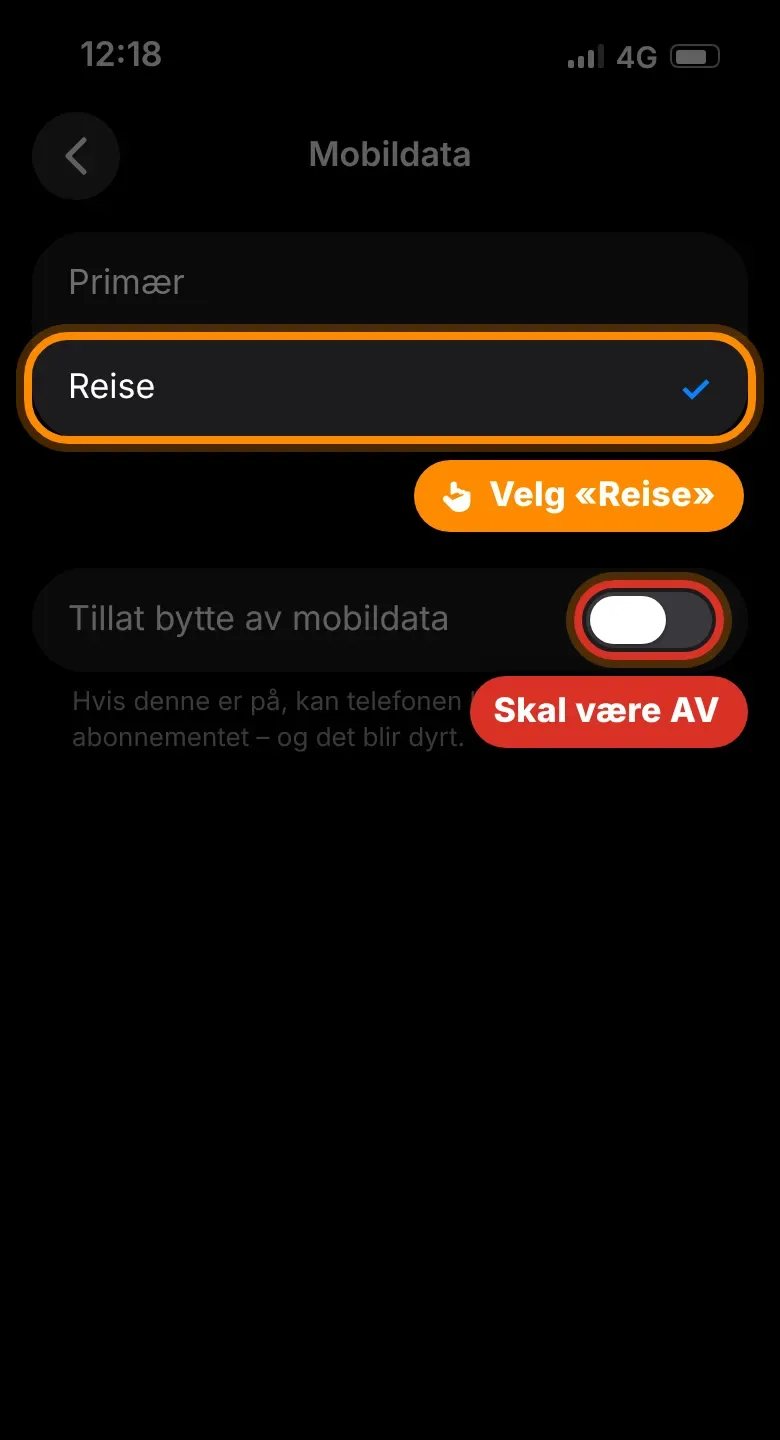 12:18
4G
Mobildata
Primær
Reise
Velg «Reise»
Tillat bytte av mobildata
Hvis denne er på, kan telefonen
Skal være AV
abonnementet – og det blir dyrt.